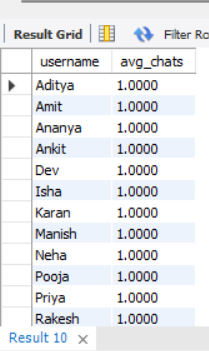 Result Grid Filter Ro
username avg_chats
Aditya 1.0000
Amit 1.0000
Ananya 1.0000
Ankit 1.0000
Dev 1.0000
Isha 1.0000
Karan 1.0000
Manish 1.0000
Neha 1.0000
Pooja 1.0000
Priya 1.0000
Rakesh 1.0000
Result 10 ×